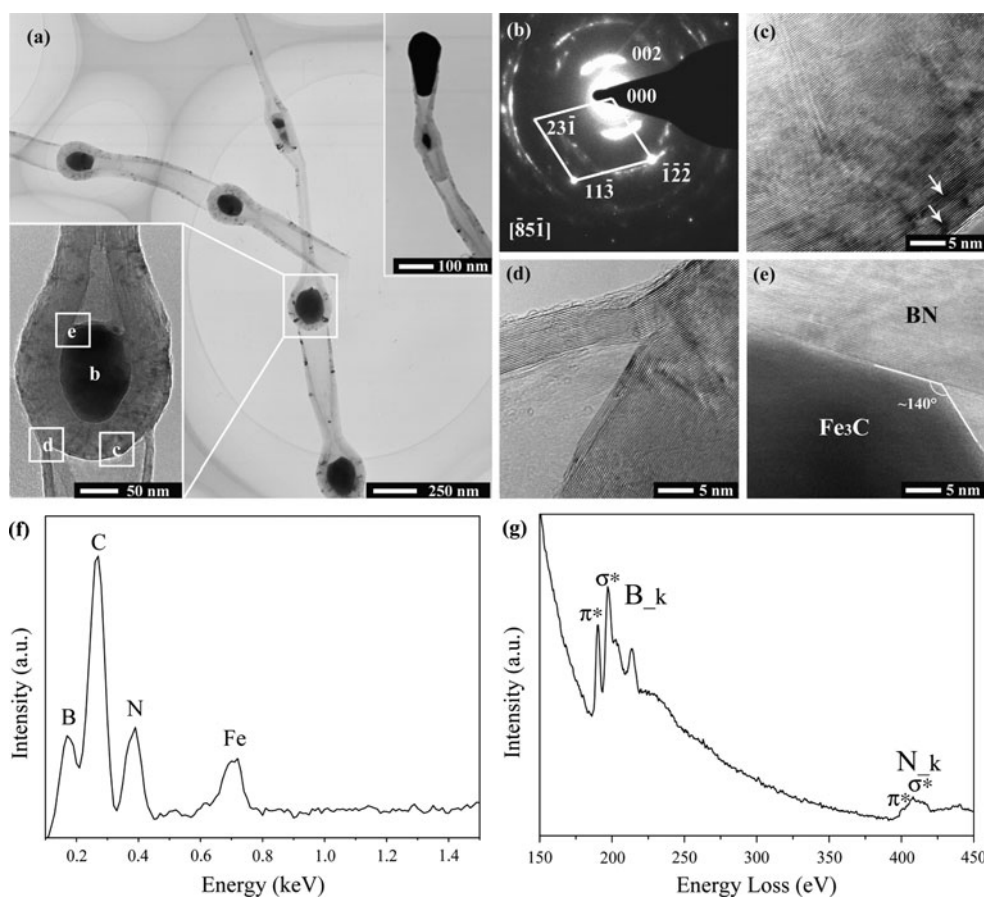 (a)
100 nm
e
b
d
c
50 nm
250 nm
(b)
002
000
231̄
1̄2̄2̄
113̄
[8̄51̄]
(c)
5 nm
(d)
5 nm
(e)
BN
~140°
Fe₃C
5 nm
(f)
C
B
N
Fe
Intensity (a.u.)
0.2 0.4 0.6 0.8 1.0 1.2 1.4
Energy (keV)
(g)
σ*
B_k
π*
N_k
π* σ*
Intensity (a.u.)
150 200 250 300 350 400 450
Energy Loss (eV)